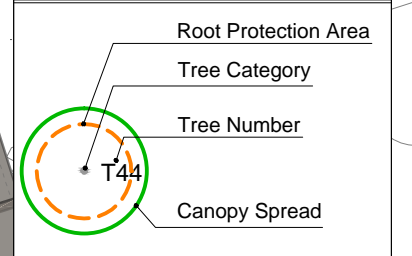 Root Protection Area
Tree Category
Tree Number
T44
Canopy Spread